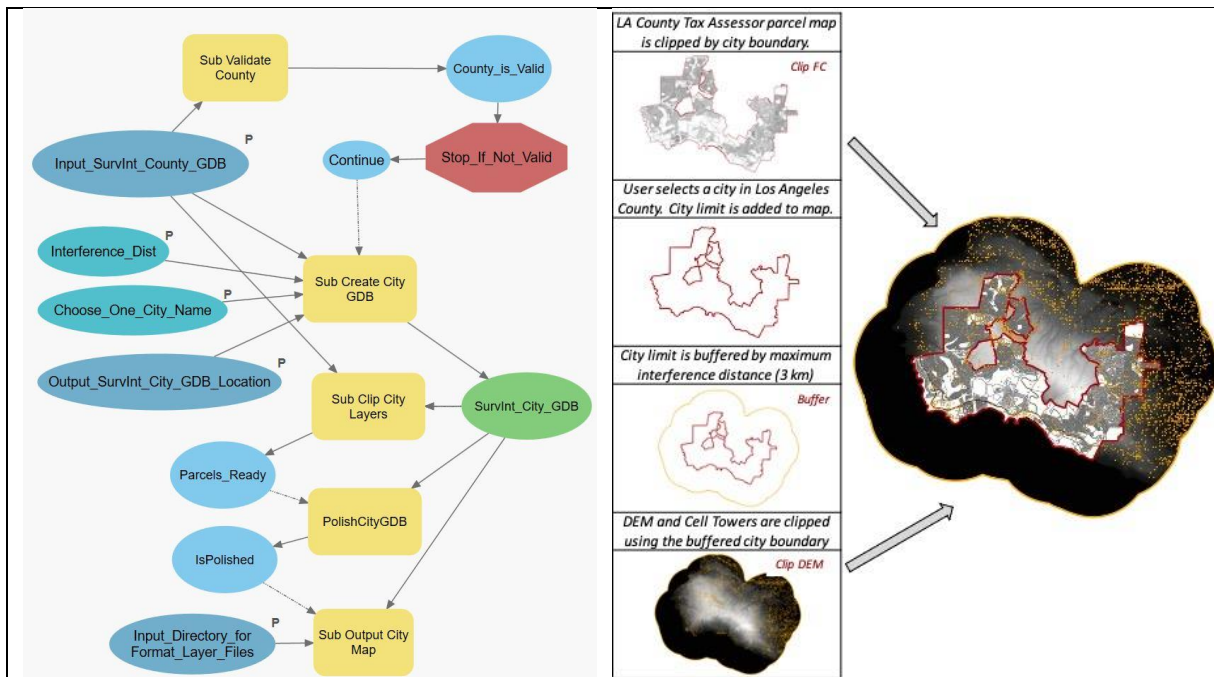 Sub Validate
County
County_is_Valid
P
Input_SurvInt_County_GDB
Continue
Stop_If_Not_Valid
P
Interference_Dist
P
Choose_One_City_Name
Sub Create City
GDB
P
Output_SurvInt_City_GDB_Location
Sub Clip City
Layers
SurvInt_City_GDB
Parcels_Ready
PolishCityGDB
IsPolished
P
Input_Directory_for
Format_Layer_Files
Sub Output City
Map
LA County Tax Assessor parcel map
is clipped by city boundary.
Clip FC
User selects a city in Los Angeles
County. City limit is added to map.
City limit is buffered by maximum
interference distance (3 km)
Buffer
DEM and Cell Towers are clipped
using the buffered city boundary
Clip DEM